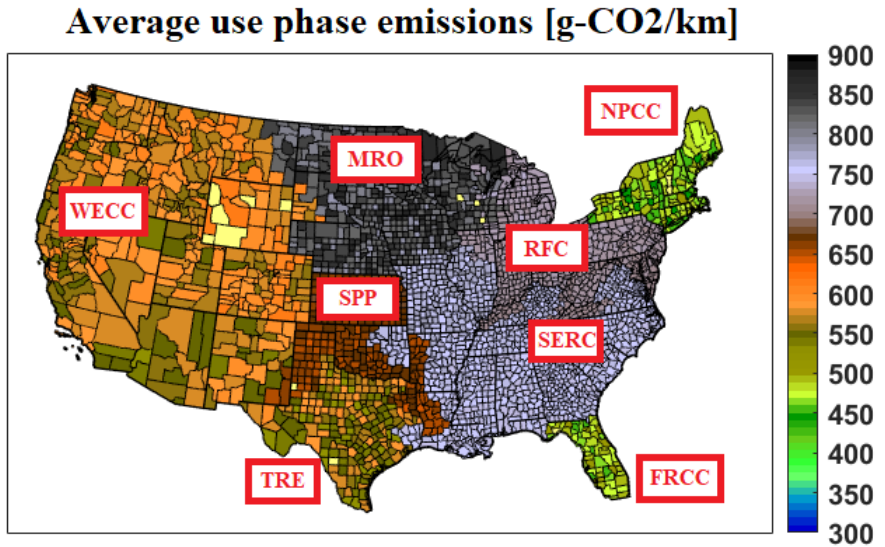 Average use phase emissions [g-CO2/km]
NPCC
MRO
WECC
RFC
SPP
SERC
TRE
FRCC
900
850
800
750
700
650
600
550
500
450
400
350
300